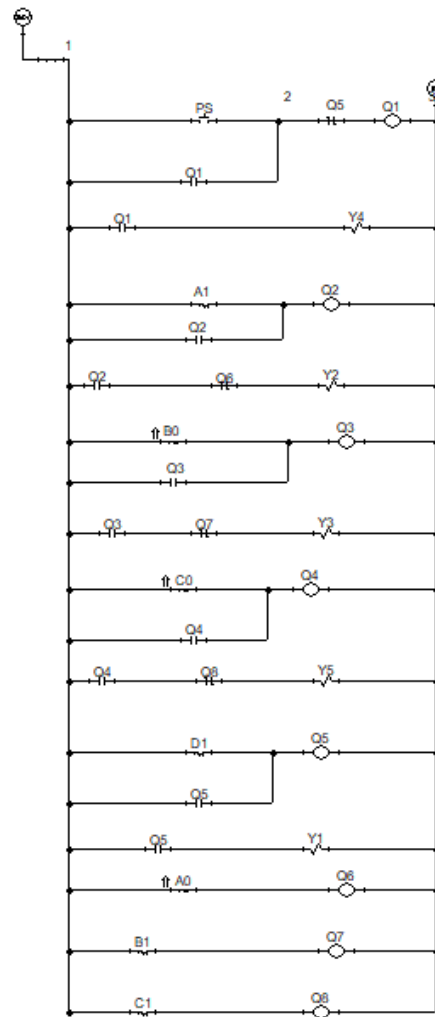 1
PS 2 Q5 Q1
Q1
Q1 Y4
A1 Q2
Q2
Q2 Q6 Y2
⇑ B0 Q3
Q3
Q3 Q7 Y3
⇑ C0 Q4
Q4
Q4 Q8 Y5
D1 Q5
Q5
Q5 Y1
⇑ A0 Q6
B1 Q7
C1 Q8